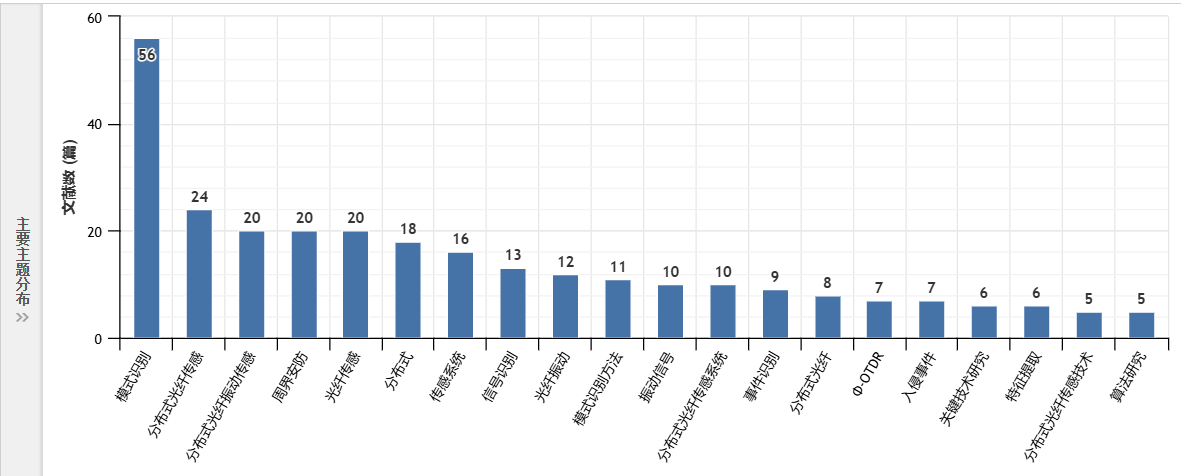 主要主题分布
文献数 (篇)
60
40
20
0
56
24
20
20
20
18
16
13
12
11
10
10
9
8
7
7
6
6
5
5
模式识别
分布式光纤传感
分布式光纤振动传感
周界安防
光纤传感
分布式
传感系统
信号识别
光纤振动
模式识别方法
振动信号
分布式光纤传感系统
事件识别
分布式光纤
Φ-OTDR
入侵事件
关键技术研究
特征提取
分布式光纤传感技术
算法研究